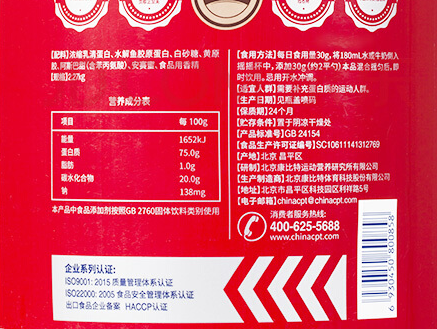 [配料]浓缩乳清蛋白,水解鱼胶原蛋白,白砂糖,黄原
胶,阿斯巴甜(含苯丙氨酸),安赛蜜,食品用香精
[规格]2.27kg
营养成分表
项目 每 100g
能量 1652kJ
蛋白质 75.0g
脂肪 1.0g
碳水化合物 20.0g
钠 138mg
本产品中食品添加剂按照GB 2760固体饮料类别使用
[食用方法]每日食用量30g,将180mL水或牛奶倒入
摇摇杯中,添加30g(约2平勺)本品混合摇匀后,即
时饮用。忌用开水冲调。
[适宜人群]需要补充蛋白质的运动人群。
[生产日期]见瓶盖喷码
[保质期]24个月
[贮存条件]置于阴凉干燥处
[产品标准号]GB 24154
[食品生产许可证编号]SC10611141312769
[产地]北京 昌平区
[研制]北京康比特运动营养研究所有限公司
[生产制造商]北京康比特体育科技股份有限公司
[地址]北京市昌平区科技园区利祥路5号
[电子邮箱]chinacpt@chinacpt.com
消费者服务热线:
400-625-5688
www.chinacpt.com
企业系列认证:
ISO9001: 2015 质量管理体系认证
ISO22000: 2005 食品安全管理体系认证
出口食品企业备案 HACCP认证
6 930450 800858